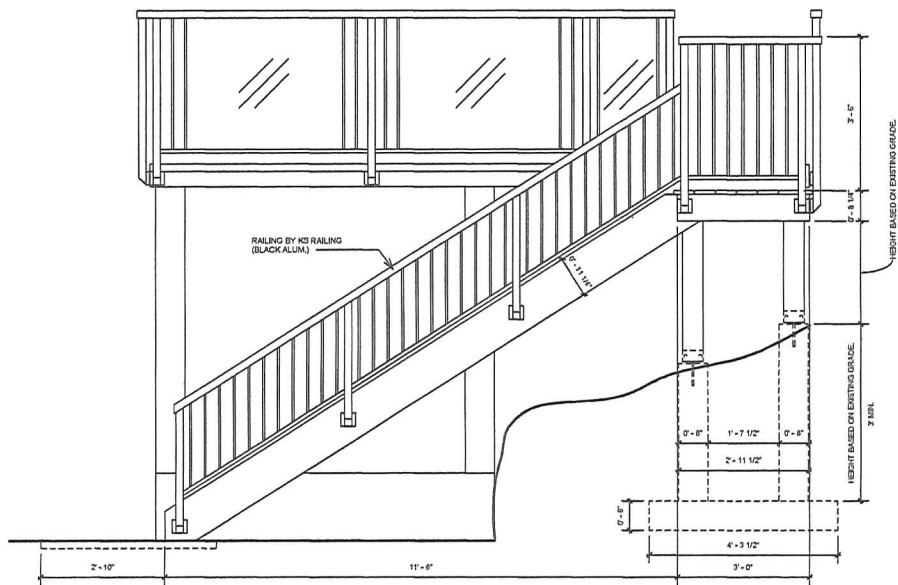 RAILING BY KS RAILING
(BLACK ALUM.)
0' - 11 1/4"
3' - 6"
0' - 8 1/4"
HEIGHT BASED ON EXISTING GRADE.
HEIGHT BASED ON EXISTING GRADE.
3' MIN.
0' - 8"
1' - 7 1/2"
0' - 8"
2' - 11 1/2"
0' - 8"
4' - 3 1/2"
2' - 10"
11' - 6"
3' - 0"